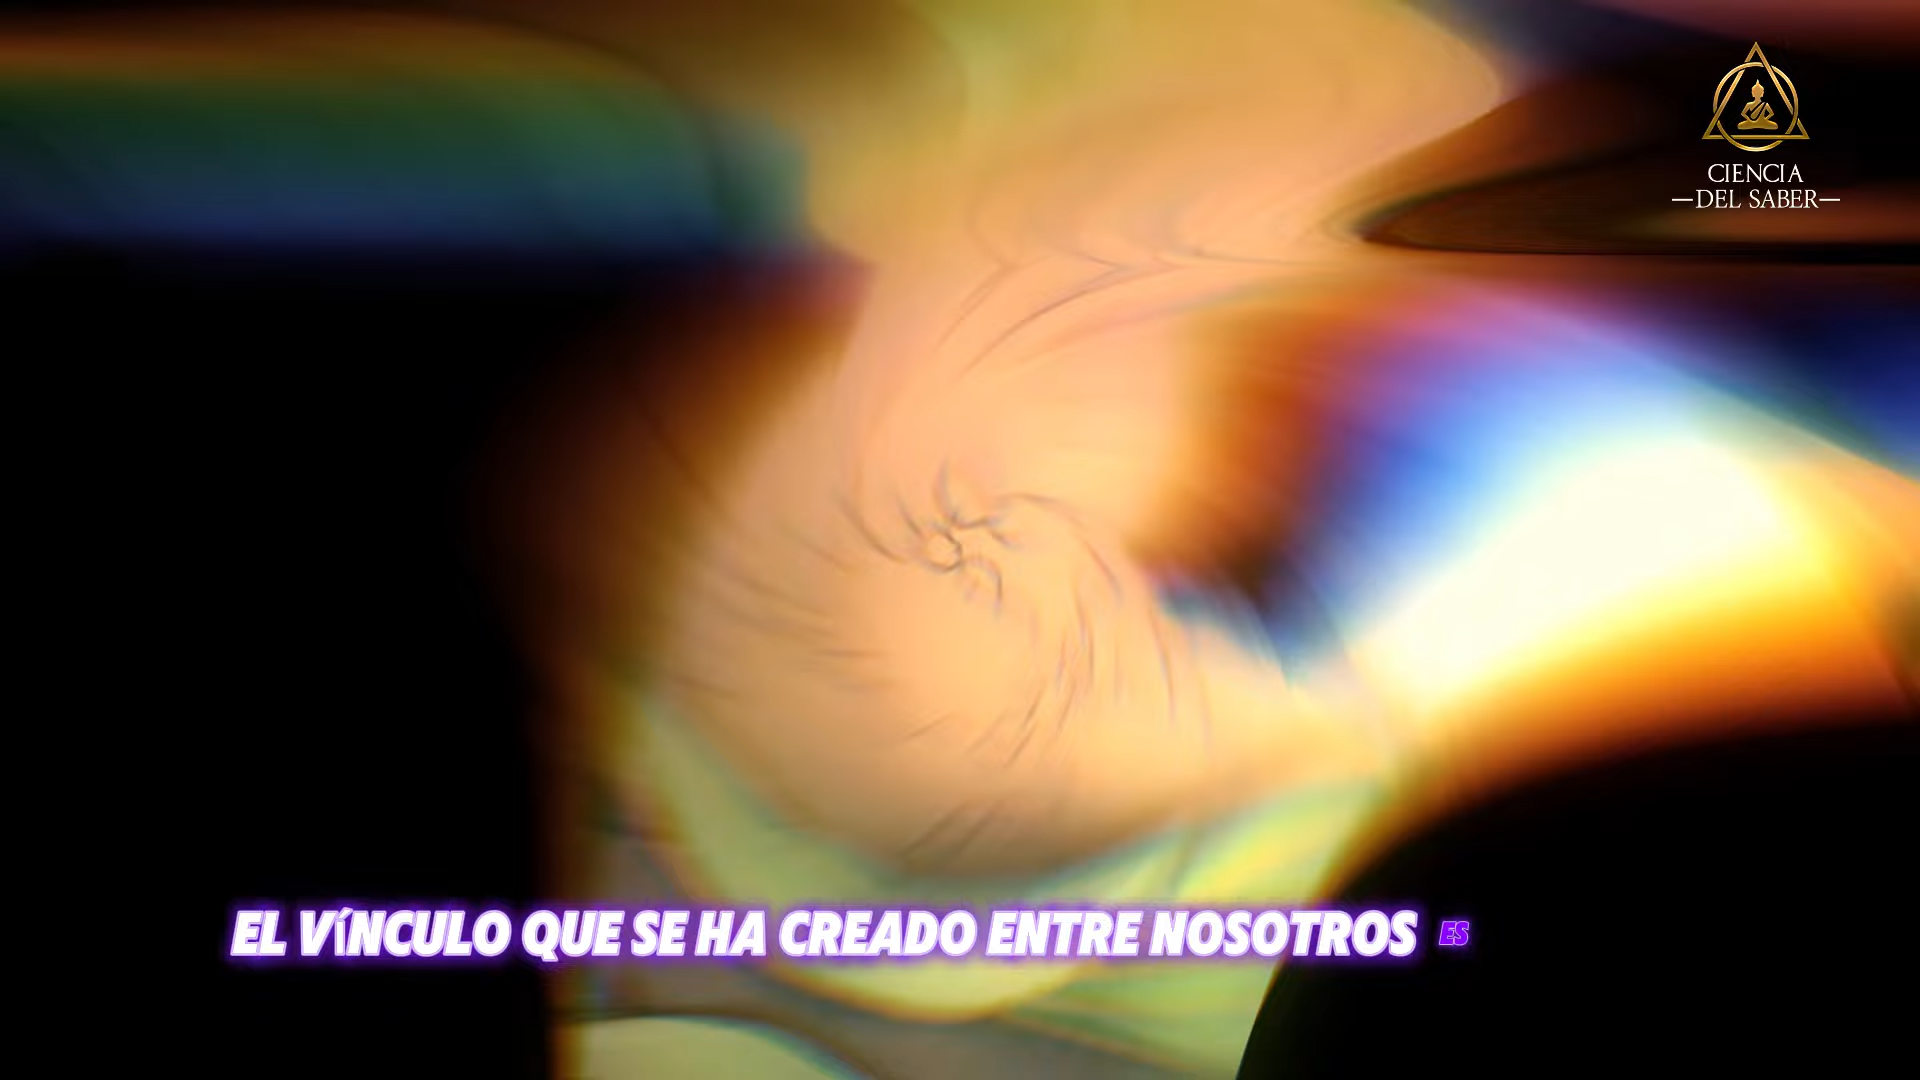 CIENCIA
—DEL SABER—
EL VÍNCULO QUE SE HA CREADO ENTRE NOSOTROS ES